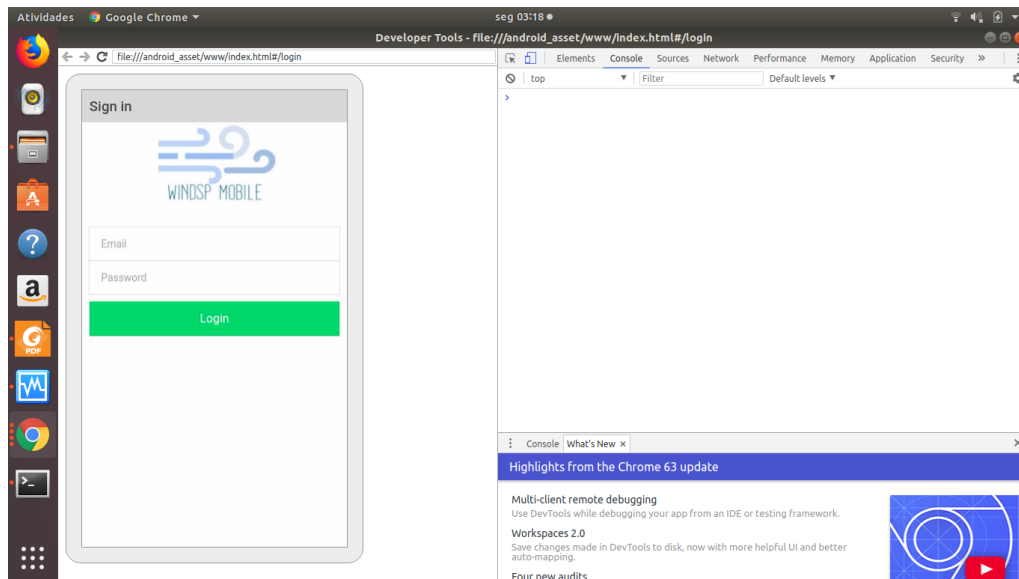 Atividades Google Chrome ▾ seg 03:18 ●
Developer Tools - file:///android_asset/www/index.html#/login
file:///android_asset/www/index.html#/login
Elements Console Sources Network Performance Memory Application Security »
top ▼ Filter Default levels ▼
Sign in
WINDSP MOBILE
Email
Password
Login
Console What's New ×
Highlights from the Chrome 63 update
Multi-client remote debugging
Use DevTools while debugging your app from an IDE or testing framework.
Workspaces 2.0
Save changes made in DevTools to disk, now with more helpful UI and better
auto-mapping.
Four new audits
a
PDF